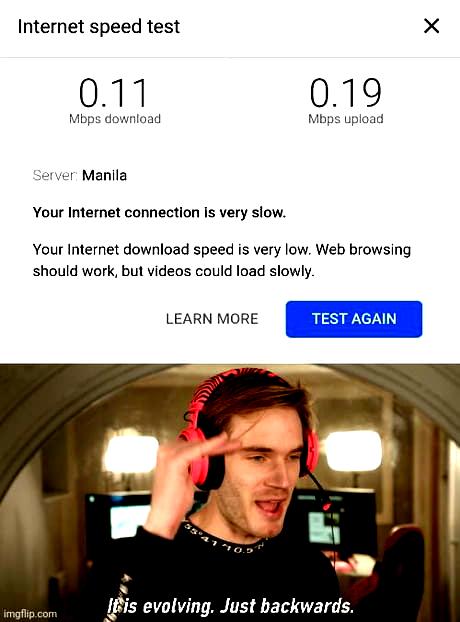 Internet speed test
0.11 0.19
Mbps download Mbps upload
Server: Manila
Your Internet connection is very slow.
Your Internet download speed is very low. Web browsing
should work, but videos could load slowly.
LEARN MORE TEST AGAIN
It is evolving. Just backwards.
imgflip.com